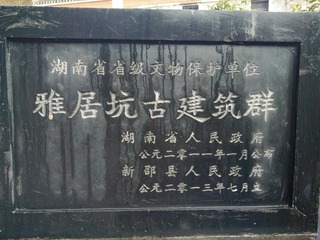 湖南省省级文物保护单位
雅居坑古建筑群
湖南省人民政府
公元二零一一年一月公布
新邵县人民政府
公元二零一三年七月立